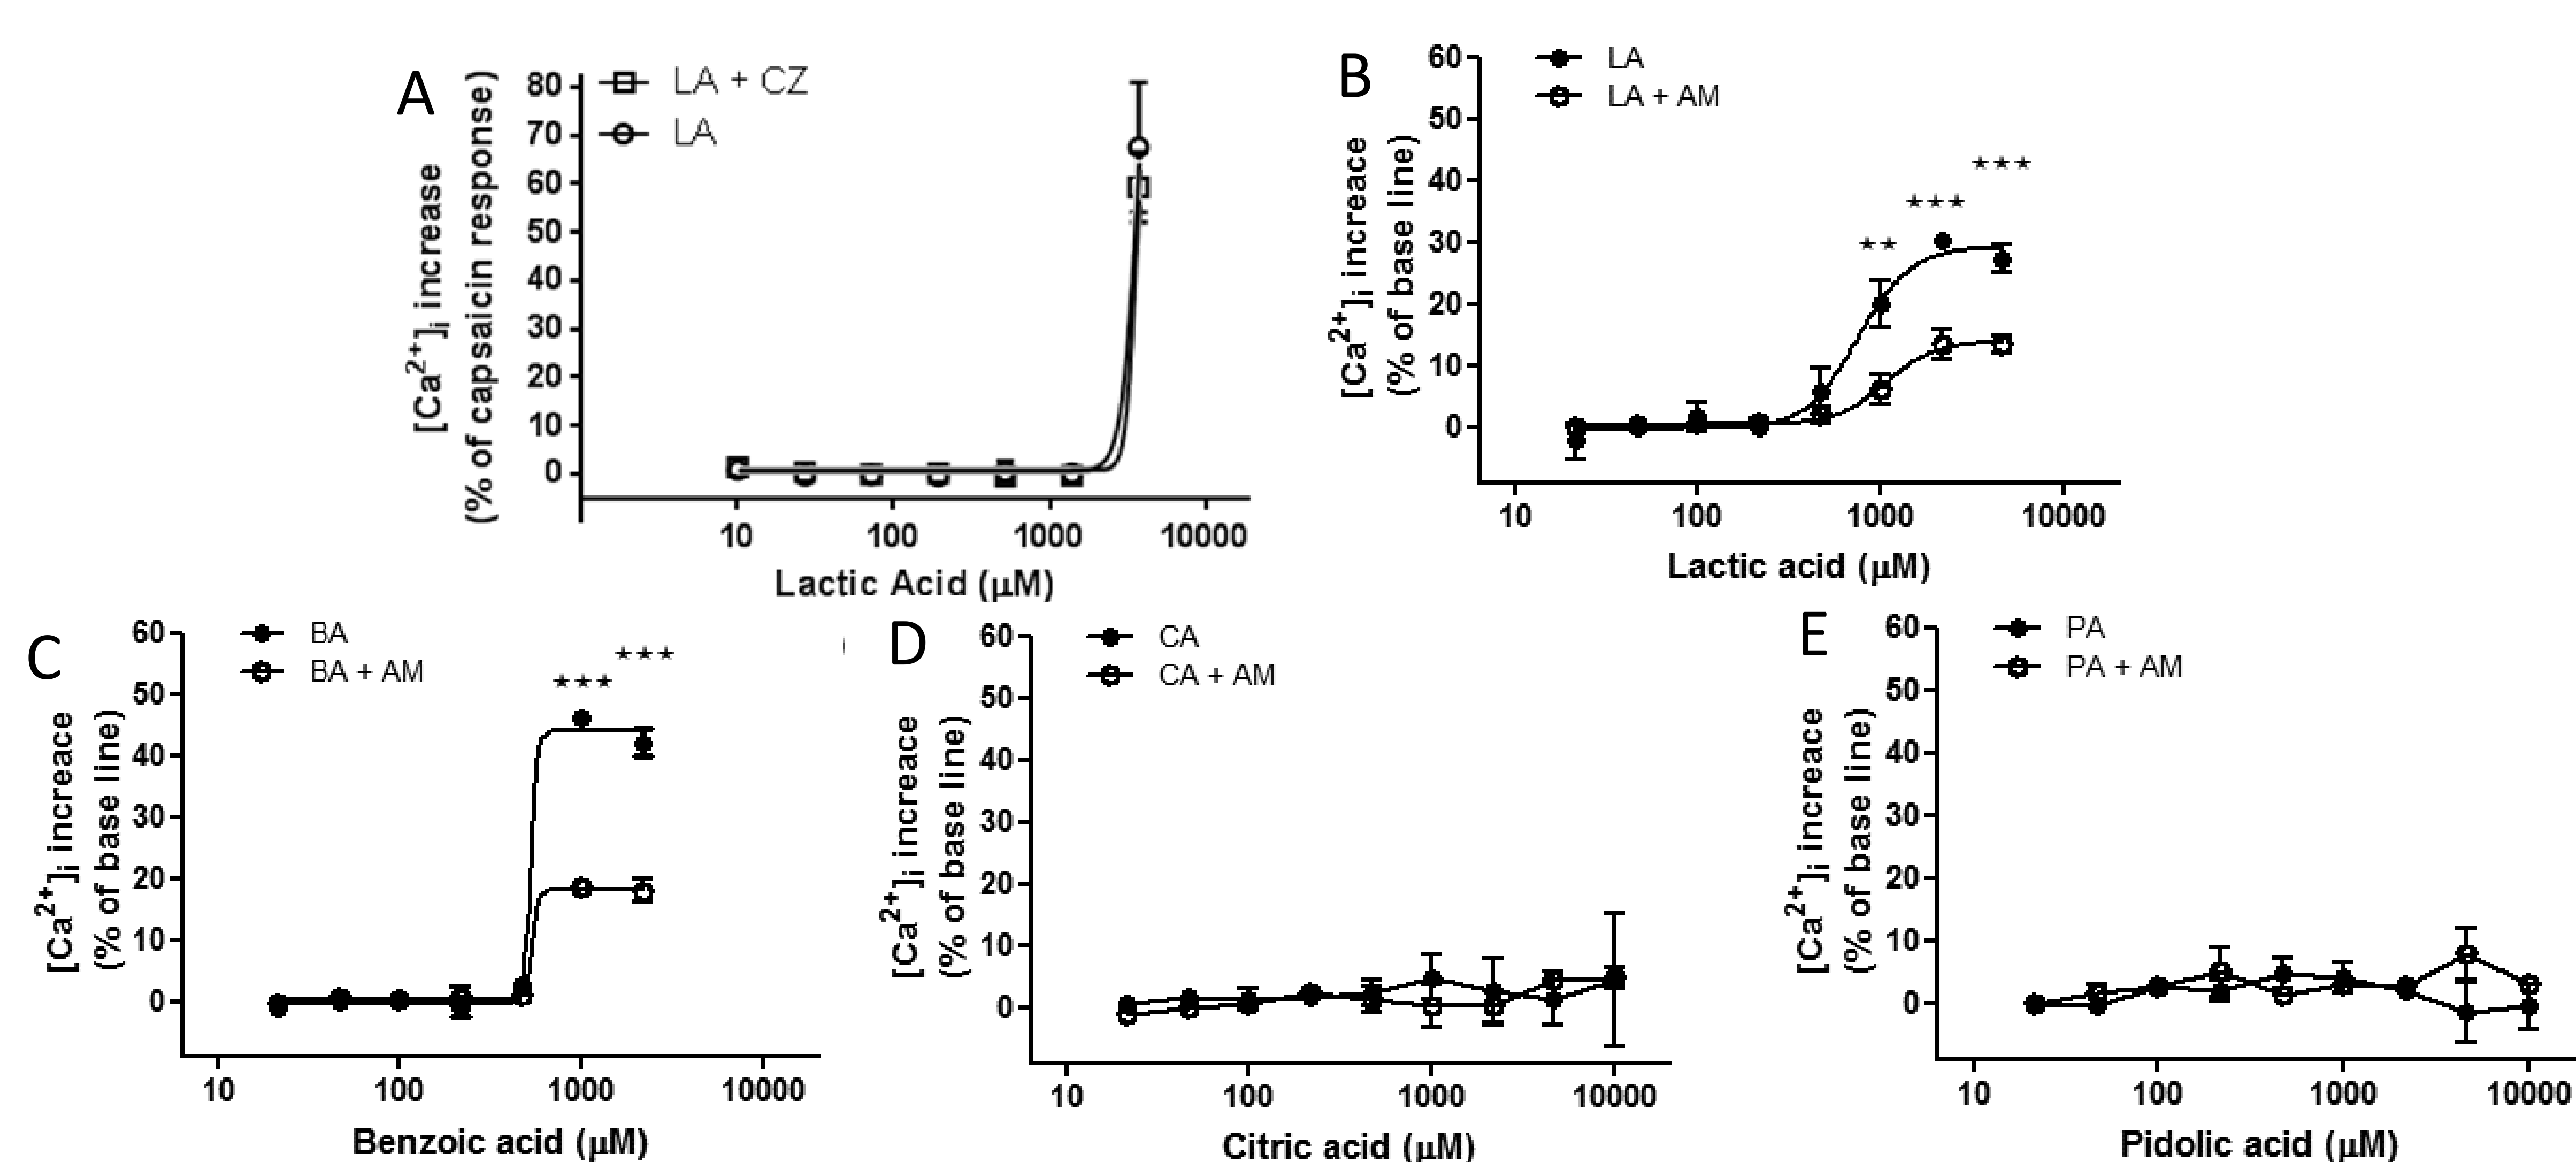 A
[Ca2+]i increase
(% of capsaicin response)
80
70
60
50
40
30
20
10
0
LA + CZ
LA
10
100
1000
10000
Lactic Acid (μM)
B
[Ca2+]i increace
(% of base line)
60
50
40
30
20
10
0
LA
LA + AM
**
***
***
10
100
1000
10000
Lactic acid (μM)
C
[Ca2+]i increace
(% of base line)
60
50
40
30
20
10
0
BA
BA + AM
***
***
10
100
1000
10000
Benzoic acid (μM)
D
[Ca2+]i increace
(% of base line)
60
50
40
30
20
10
0
CA
CA + AM
10
100
1000
10000
Citric acid (μM)
E
[Ca2+]i increace
(% of base line)
60
50
40
30
20
10
0
PA
PA + AM
10
100
1000
10000
Pidolic acid (μM)